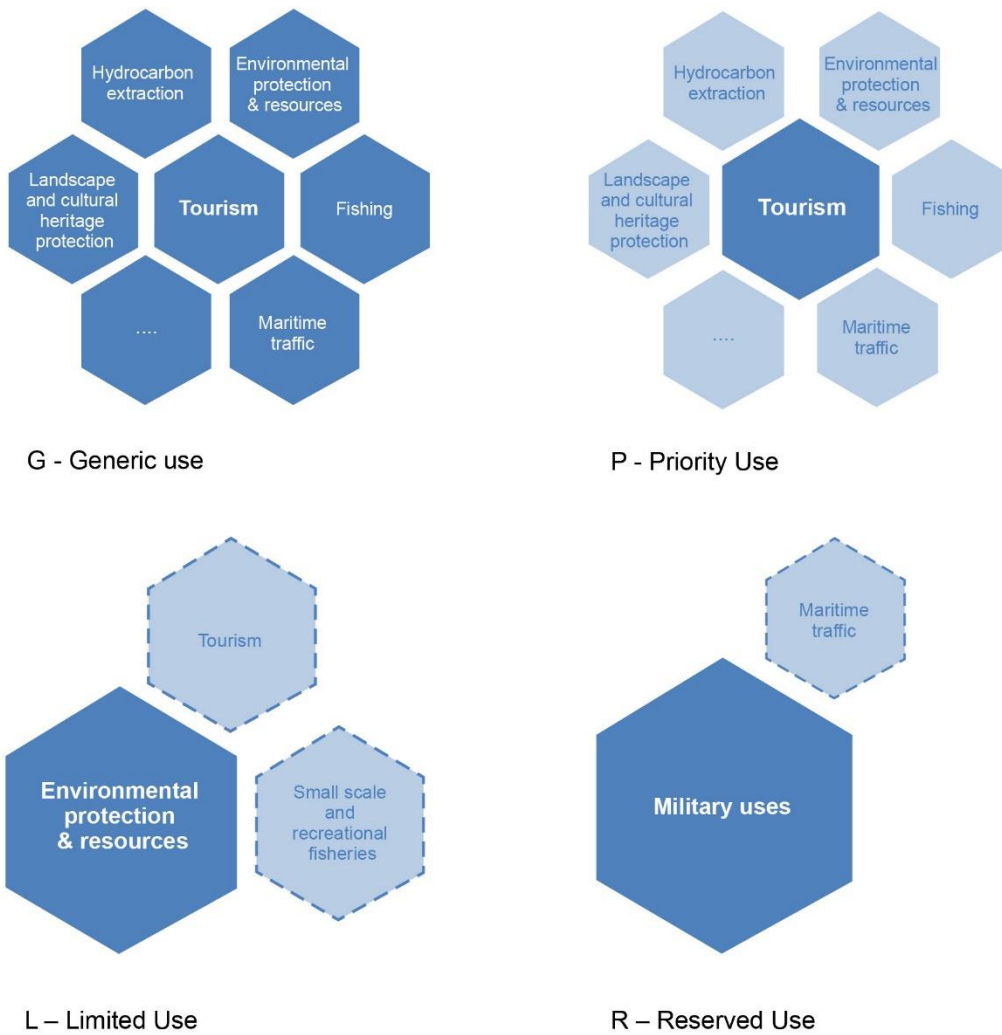 Hydrocarbon
extraction
Environmental
protection
& resources
Landscape
and cultural
heritage
protection
Tourism
Fishing
....
Maritime
traffic
G - Generic use
Hydrocarbon
extraction
Environmental
protection
& resources
Landscape
and cultural
heritage
protection
Tourism
Fishing
....
Maritime
traffic
P - Priority Use
Tourism
Environmental
protection
& resources
Small scale
and
recreational
fisheries
L – Limited Use
Maritime
traffic
Military uses
R – Reserved Use